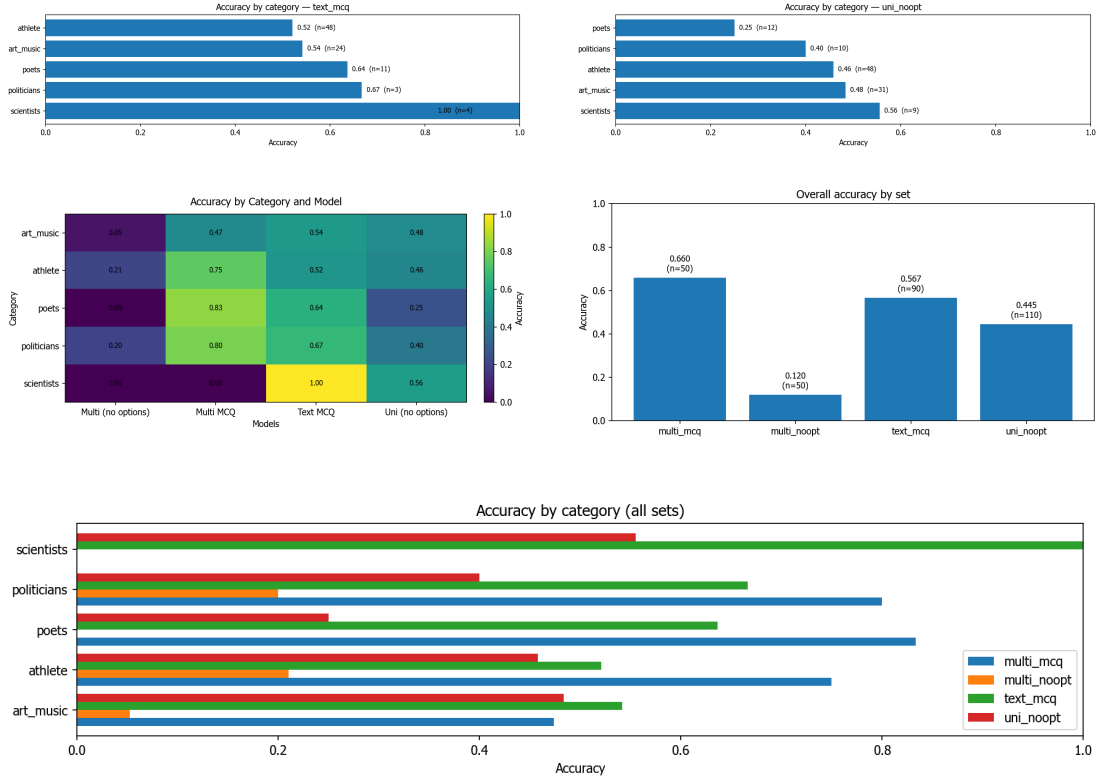 Accuracy by category — text_mcq
athlete
art_music
poets
politicians
scientists
0.52 (n=48)
0.54 (n=24)
0.64 (n=11)
0.67 (n=3)
1.00 (n=4)
0.0 0.2 0.4 0.6 0.8 1.0
Accuracy
Accuracy by category — uni_noopt
poets
politicians
athlete
art_music
scientists
0.25 (n=12)
0.40 (n=10)
0.46 (n=48)
0.48 (n=31)
0.56 (n=9)
0.0 0.2 0.4 0.6 0.8 1.0
Accuracy
Accuracy by Category and Model
Category
art_music 0.05 0.47 0.54 0.48
athlete 0.21 0.75 0.52 0.46
poets 0.00 0.83 0.64 0.25
politicians 0.20 0.80 0.67 0.40
scientists 0.00 0.00 1.00 0.56
Multi (no options) Multi MCQ Text MCQ Uni (no options)
Models
1.0
0.8
0.6
0.4
0.2
0.0
Accuracy
Overall accuracy by set
Accuracy
1.0
0.8
0.6
0.4
0.2
0.0
0.660
(n=50)
0.120
(n=50)
0.567
(n=90)
0.445
(n=110)
multi_mcq multi_noopt text_mcq uni_noopt
Accuracy by category (all sets)
scientists
politicians
poets
athlete
art_music
multi_mcq
multi_noopt
text_mcq
uni_noopt
0.0 0.2 0.4 0.6 0.8 1.0
Accuracy